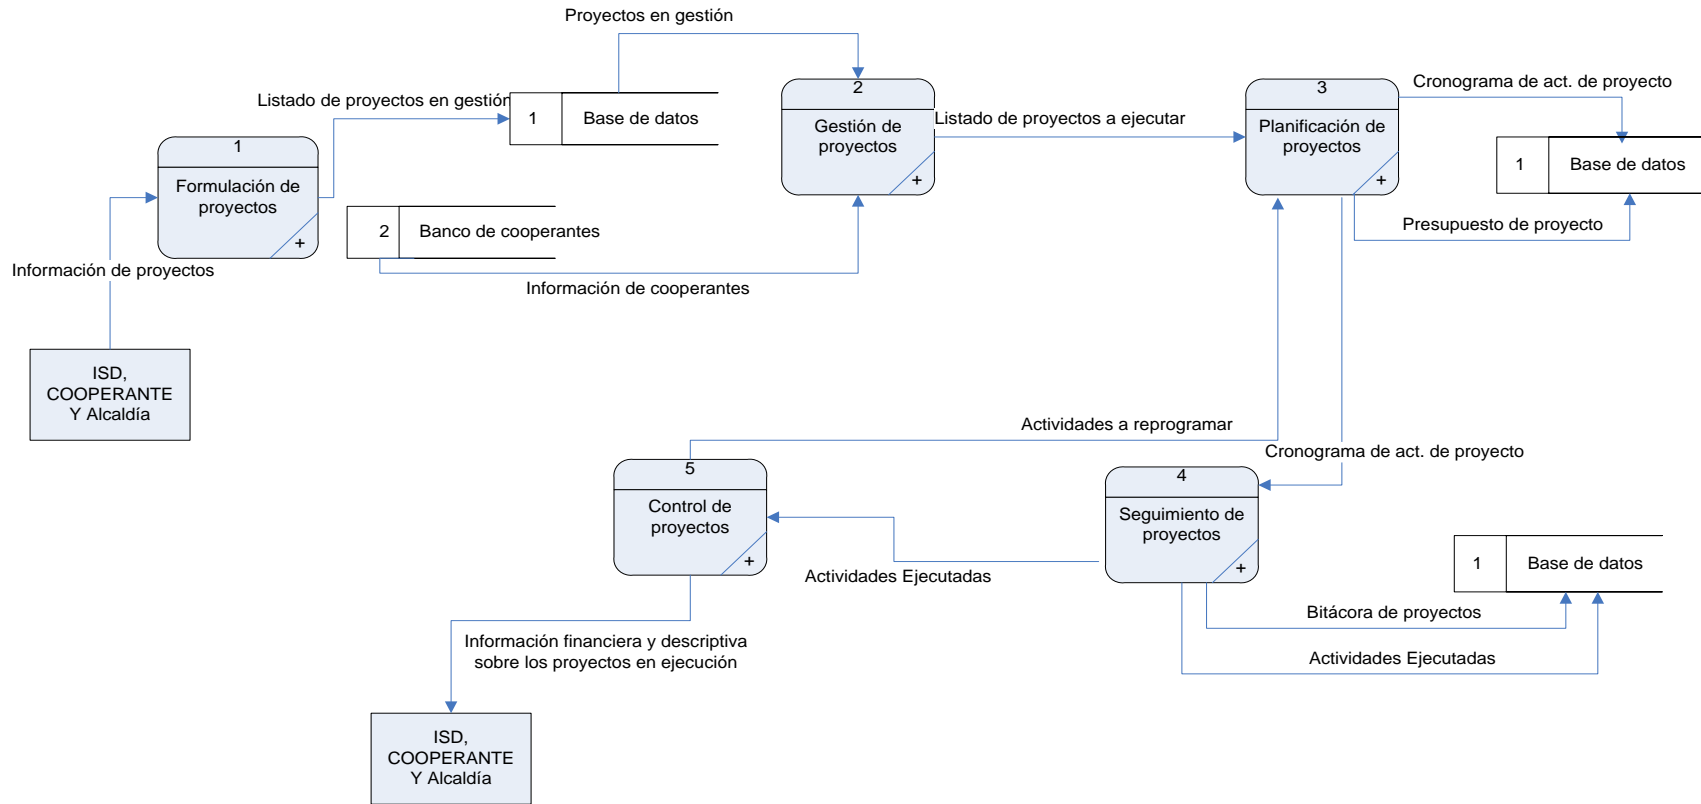 Proyectos en gestión
Listado de proyectos en gestión
1
Base de datos
2
Gestión de
proyectos
+
Listado de proyectos a ejecutar
3
Planificación de
proyectos
+
Cronograma de act. de proyecto
1
Base de datos
Presupuesto de proyecto
1
Formulación de
proyectos
+
2
Banco de cooperantes
Información de proyectos
Información de cooperantes
ISD,
COOPERANTE
Y Alcaldía
Actividades a reprogramar
Cronograma de act. de proyecto
5
Control de
proyectos
+
4
Seguimiento de
proyectos
+
Actividades Ejecutadas
1
Base de datos
Bitácora de proyectos
Actividades Ejecutadas
Información financiera y descriptiva
sobre los proyectos en ejecución
ISD,
COOPERANTE
Y Alcaldía